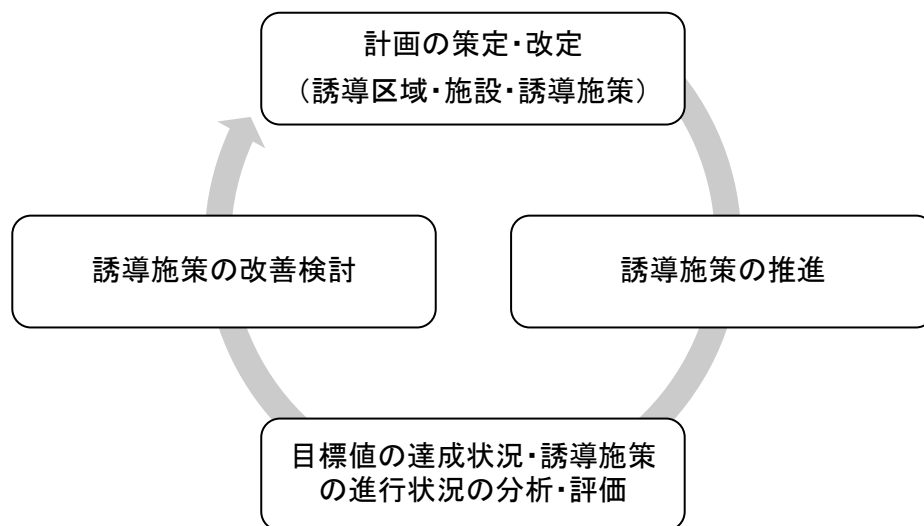 計画の策定・改定
（誘導区域・施設・誘導施策）
誘導施策の改善検討
誘導施策の推進
目標値の達成状況・誘導施策
の進行状況の分析・評価